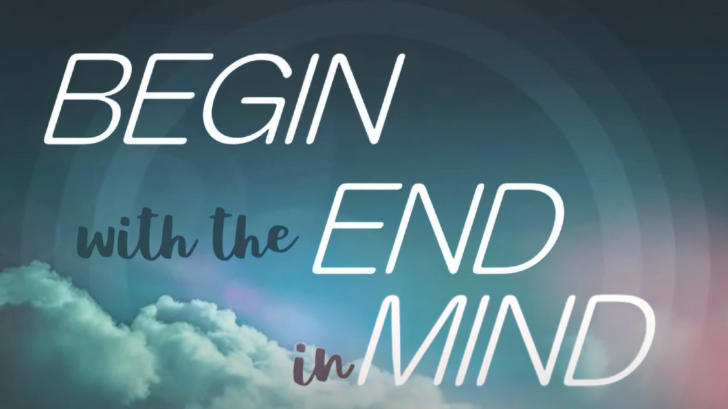 BEGIN
with the END
in MIND